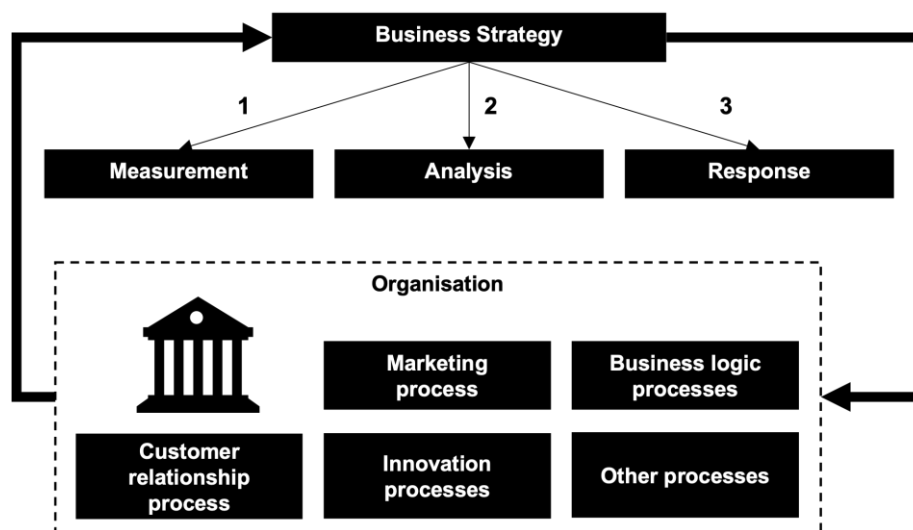 Business Strategy
1
2
3
Measurement
Analysis
Response
Organisation
Marketing
process
Business logic
processes
Customer
relationship
process
Innovation
processes
Other processes